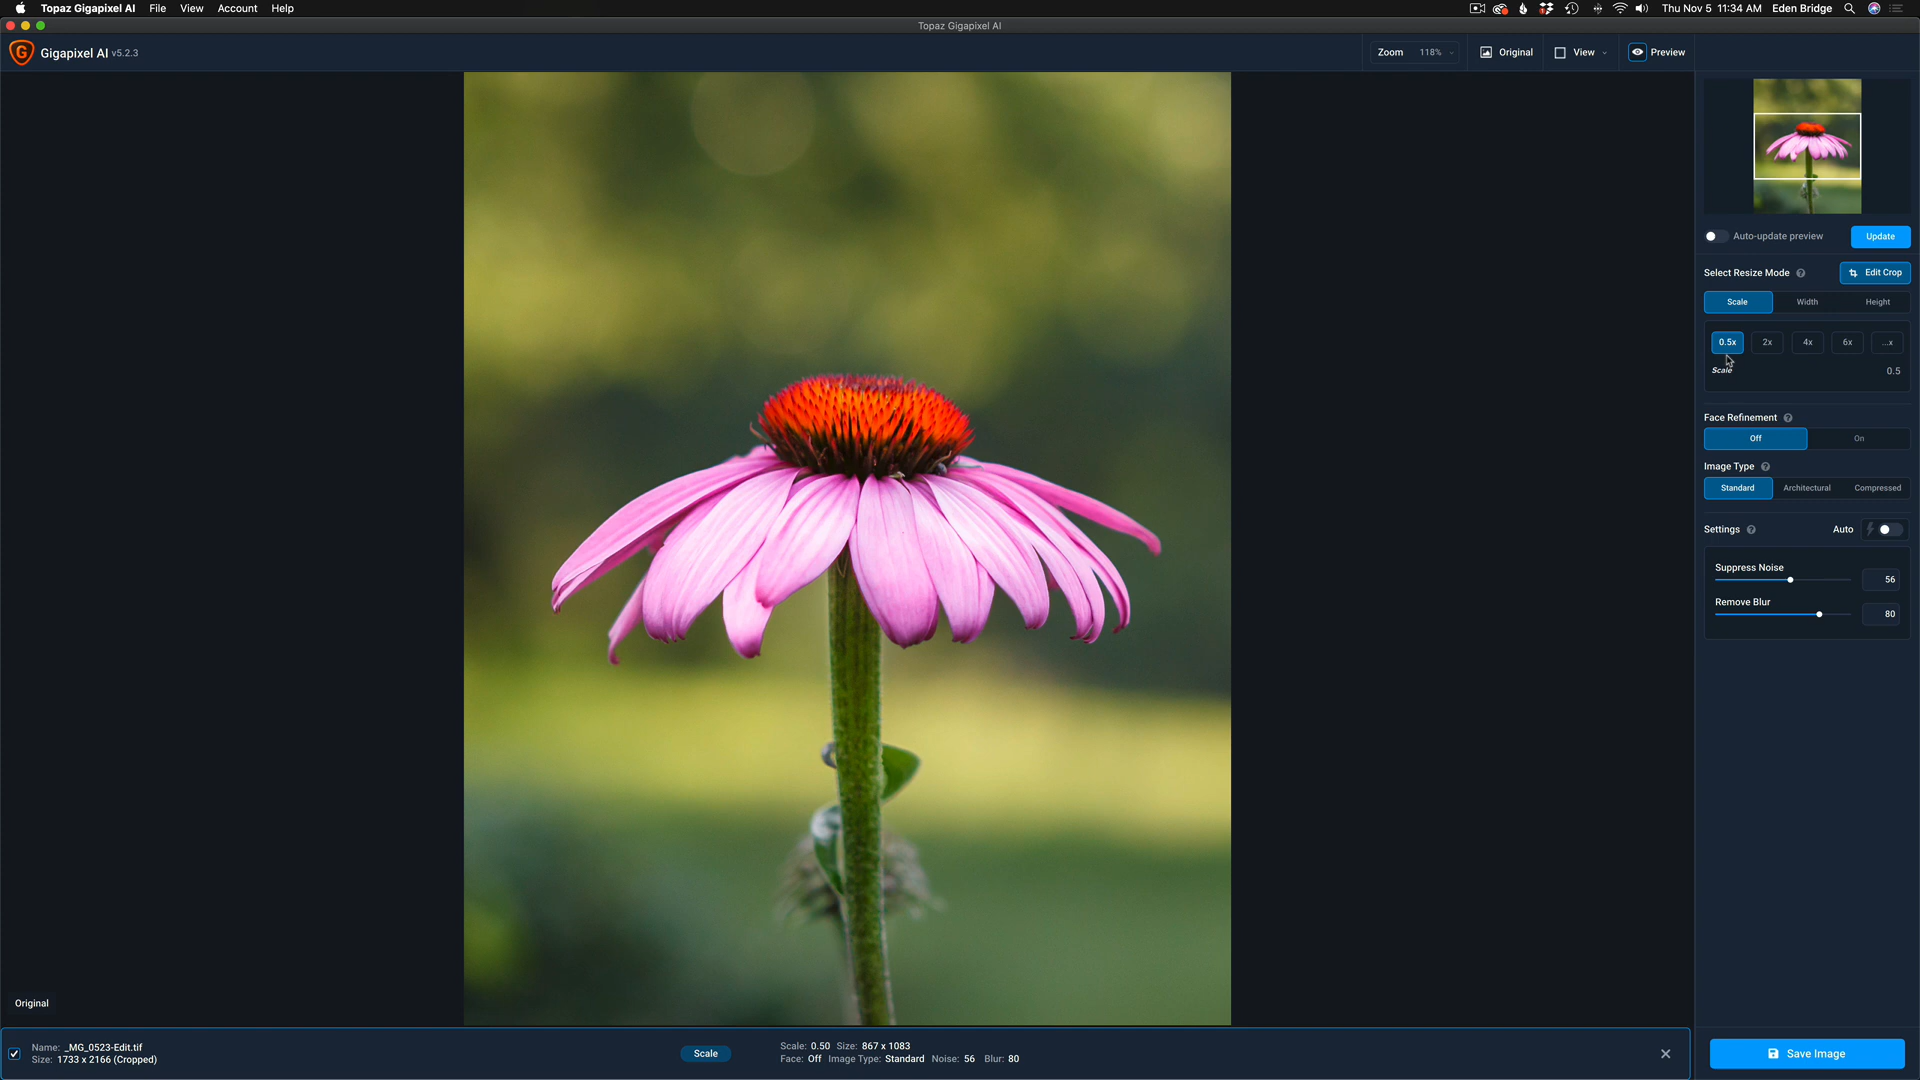 Topaz Gigapixel AI File View Account Help Thu Nov 5 11:34 AM Eden Bridge
Topaz Gigapixel AI
Gigapixel AI v5.2.3 Zoom 118% Original View Preview
Auto-update preview Update
Select Resize Mode ? Edit Crop
Scale Width Height
0.5x 2x 4x 6x ...x
Scale 0.5
Face Refinement ?
Off On
Image Type ?
Standard Architectural Compressed
Settings ? Auto
Suppress Noise
56
Remove Blur
80
Original
Name: _MG_0523-Edit.tif
Size: 1733 x 2166 (Cropped)
Scale
Scale: 0.50 Size: 867 x 1083
Face: Off Image Type: Standard Noise: 56 Blur: 80
Save Image